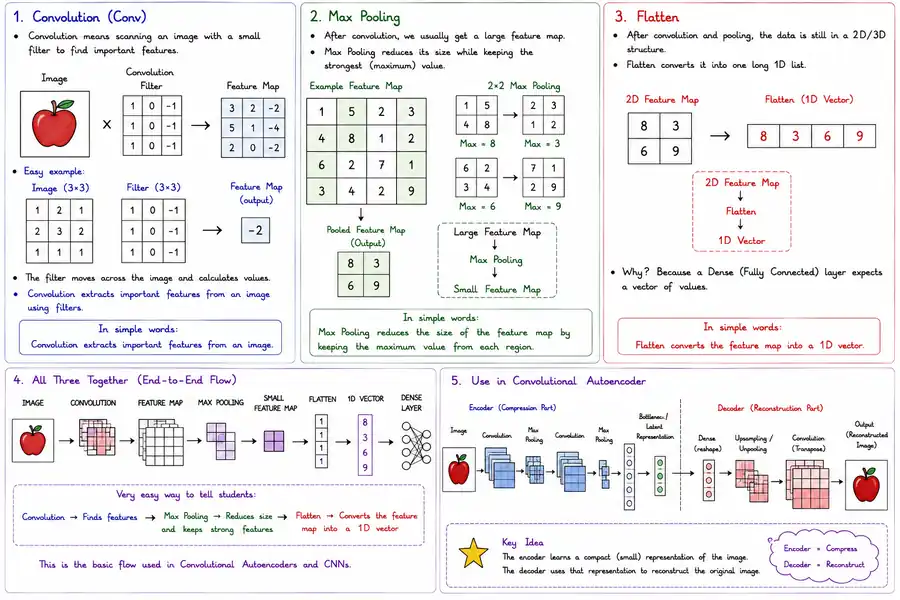 1. Convolution (Conv)
• Convolution means scanning an image with a small
filter to find important features.
Image
Convolution
Filter
Feature Map
×
1 0 -1
1 0 -1
1 0 -1
→
3 2 -2
5 1 -4
2 0 -2
• Easy example:
Image (3×3)
Filter (3×3)
Feature Map
(output)
1 2 1
2 3 2
1 1 1
1 0 -1
1 0 -1
1 0 -1
→
-2
• The filter moves across the image and calculates values.
• Convolution extracts important features from an image
using filters.
In simple words:
Convolution extracts important features from an image.
2. Max Pooling
• After convolution, we usually get a large feature map.
• Max Pooling reduces its size while keeping the
strongest (maximum) value.
Example Feature Map
1 5 2 3
4 8 1 2
6 2 7 1
3 4 2 9
↓
Pooled Feature Map
(Output)
8 3
6 9
2×2 Max Pooling
1 5
4 8
→
2 3
1 2
Max = 8
Max = 3
6 2
3 4
→
7 1
2 9
Max = 6
Max = 9
Large Feature Map
↓
Max Pooling
↓
Small Feature Map
In simple words:
Max Pooling reduces the size of the feature map by
keeping the maximum value from each region.
3. Flatten
• After convolution and pooling, the data is still in a 2D/3D
structure.
• Flatten converts it into one long 1D list.
2D Feature Map
Flatten (1D Vector)
8 3
6 9
→
8 3 6 9
2D Feature Map
↓
Flatten
↓
1D Vector
• Why? Because a Dense (Fully Connected) layer expects
a vector of values.
In simple words:
Flatten converts the feature map into a 1D vector.
4. All Three Together (End-to-End Flow)
IMAGE
CONVOLUTION
FEATURE MAP
MAX POOLING
SMALL
FEATURE MAP
FLATTEN
1D VECTOR
DENSE
LAYER
1
1
1
1
8
3
6
9
Very easy way to tell students:
Convolution → Finds features → Max Pooling → Reduces size
and keeps strong features → Flatten → Converts the feature
map into a 1D vector
This is the basic flow used in Convolutional Autoencoders and CNNs.
5. Use in Convolutional Autoencoder
Encoder (Compression Part)
Decoder (Reconstruction Part)
Image
Convolution
Max
Pooling
Convolution
Max
Pooling
Latent
Representation
Dense
(reshape)
Upsampling /
Unpooling
Convolution
(Transpose)
Output
(Reconstructed
Image)
Key Idea
The encoder learns a compact (small) representation of the image.
The decoder uses that representation to reconstruct the original image.
Encoder = Compress
Decoder = Reconstruct